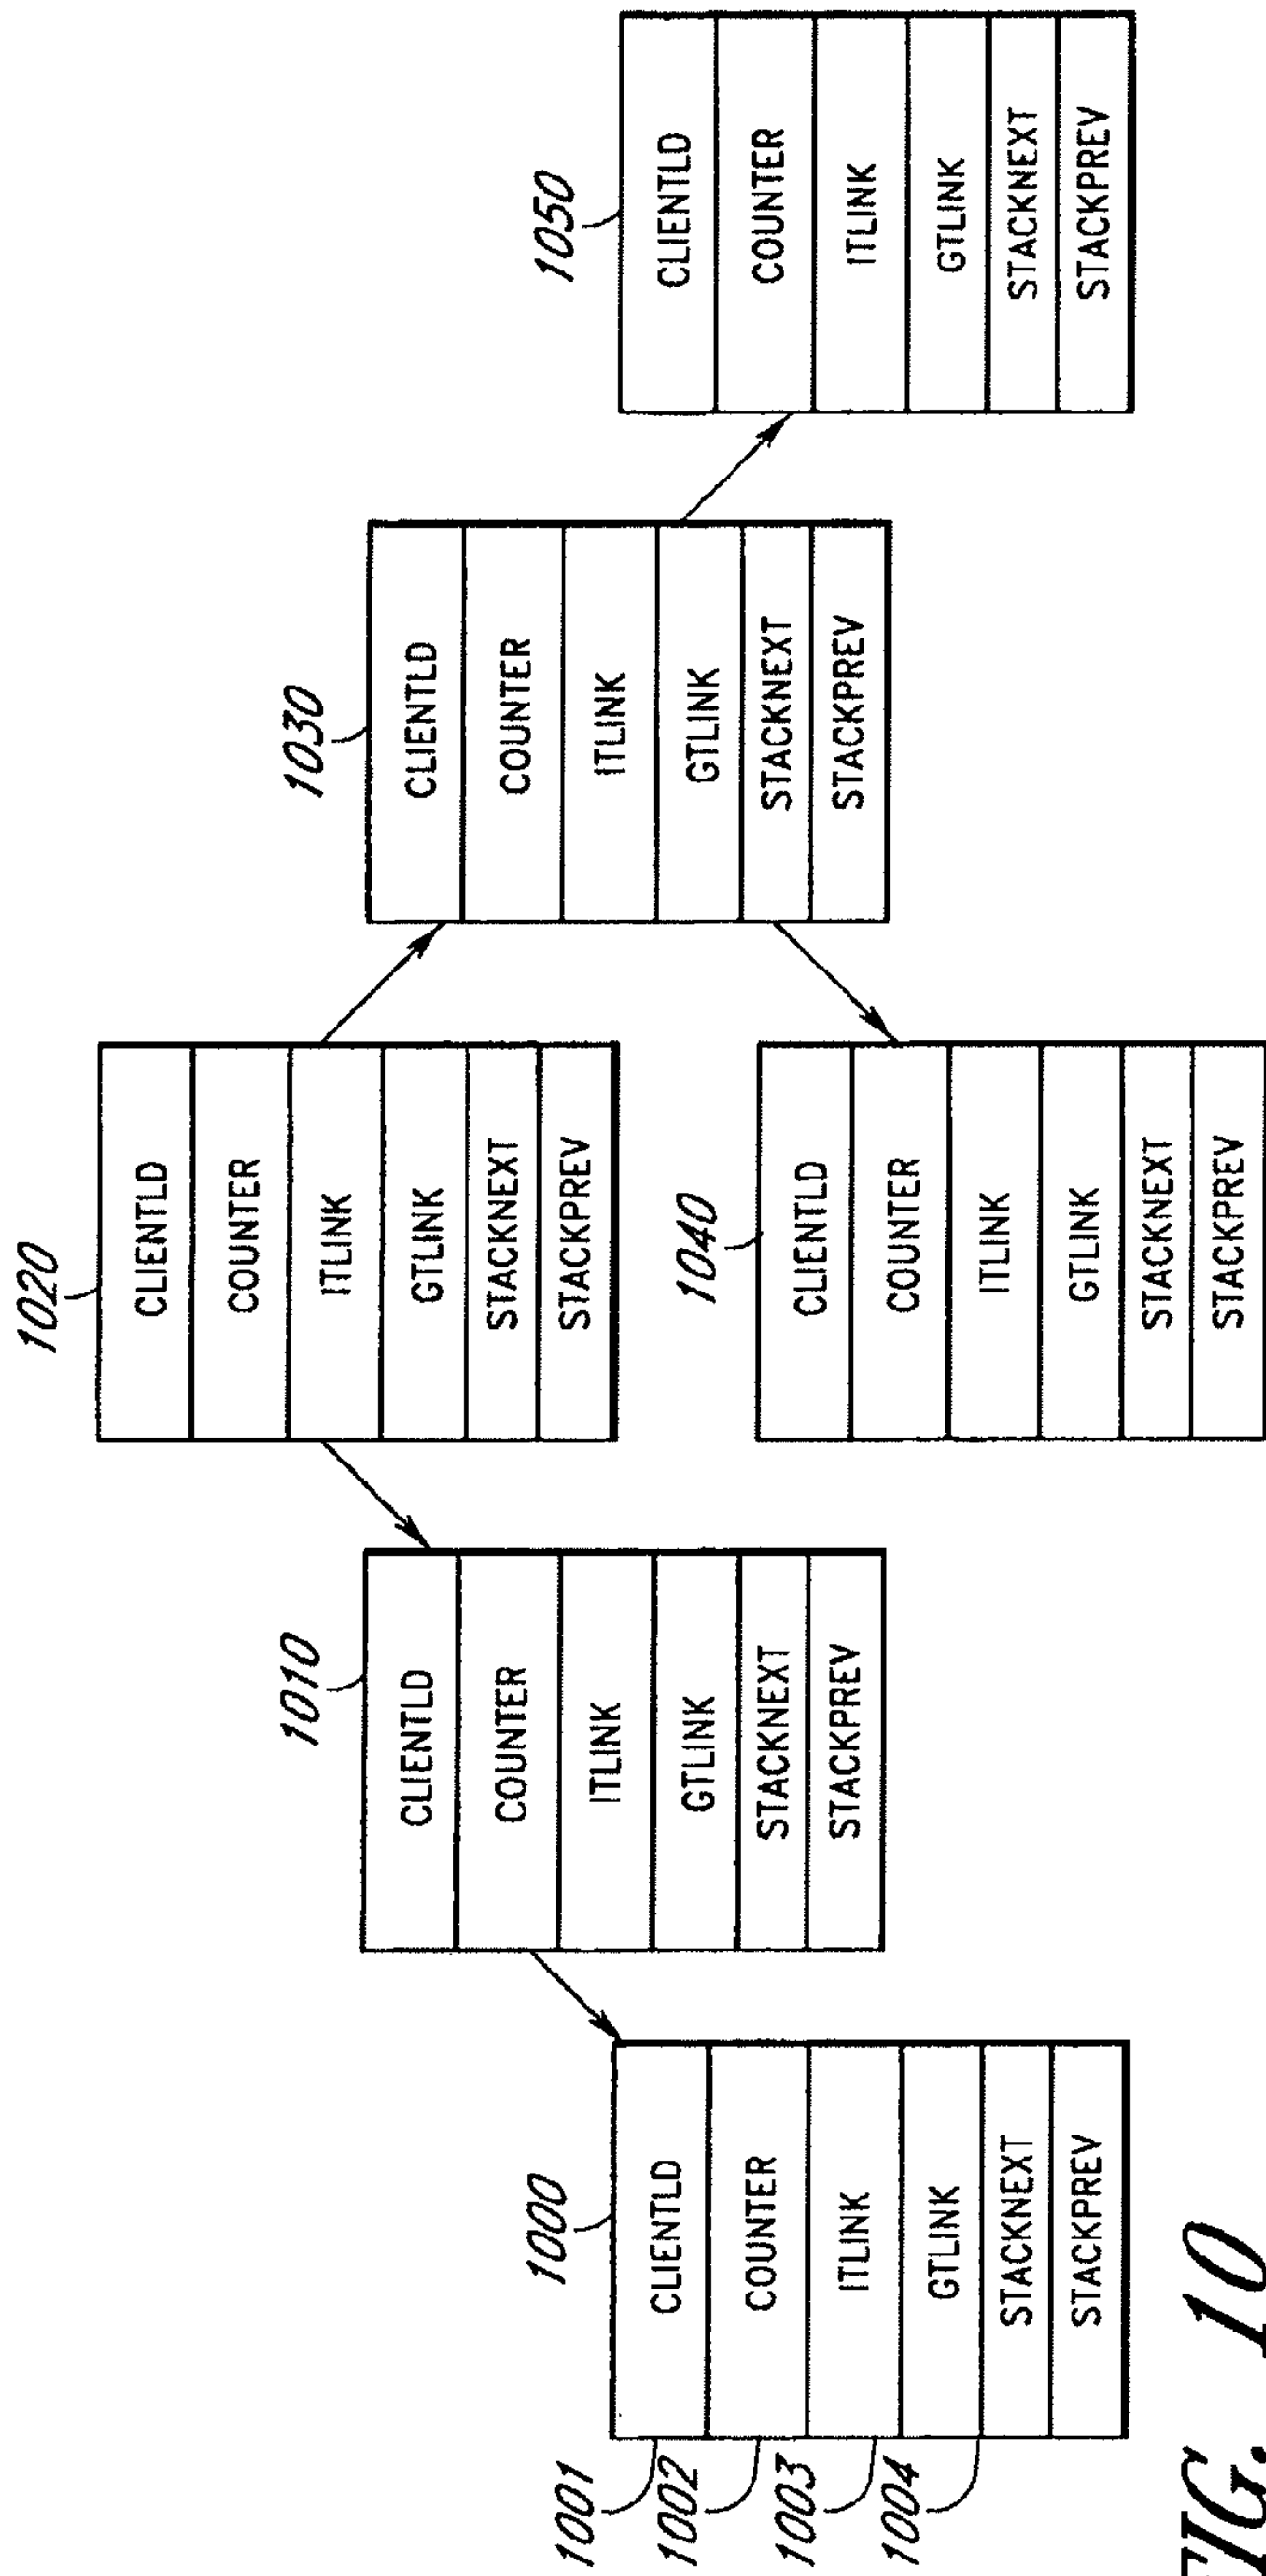 1020
CLIENTLD
COUNTER
ITLINK
GTLINK
STACKNEXT
STACKPREV
1010
CLIENTLD
COUNTER
ITLINK
GTLINK
STACKNEXT
STACKPREV
1030
CLIENTLD
COUNTER
ITLINK
GTLINK
STACKNEXT
STACKPREV
1000
1001
CLIENTLD
1002
COUNTER
1003
ITLINK
1004
GTLINK
STACKNEXT
STACKPREV
1040
CLIENTLD
COUNTER
ITLINK
GTLINK
STACKNEXT
STACKPREV
1050
CLIENTLD
COUNTER
ITLINK
GTLINK
STACKNEXT
STACKPREV
FIG. 10